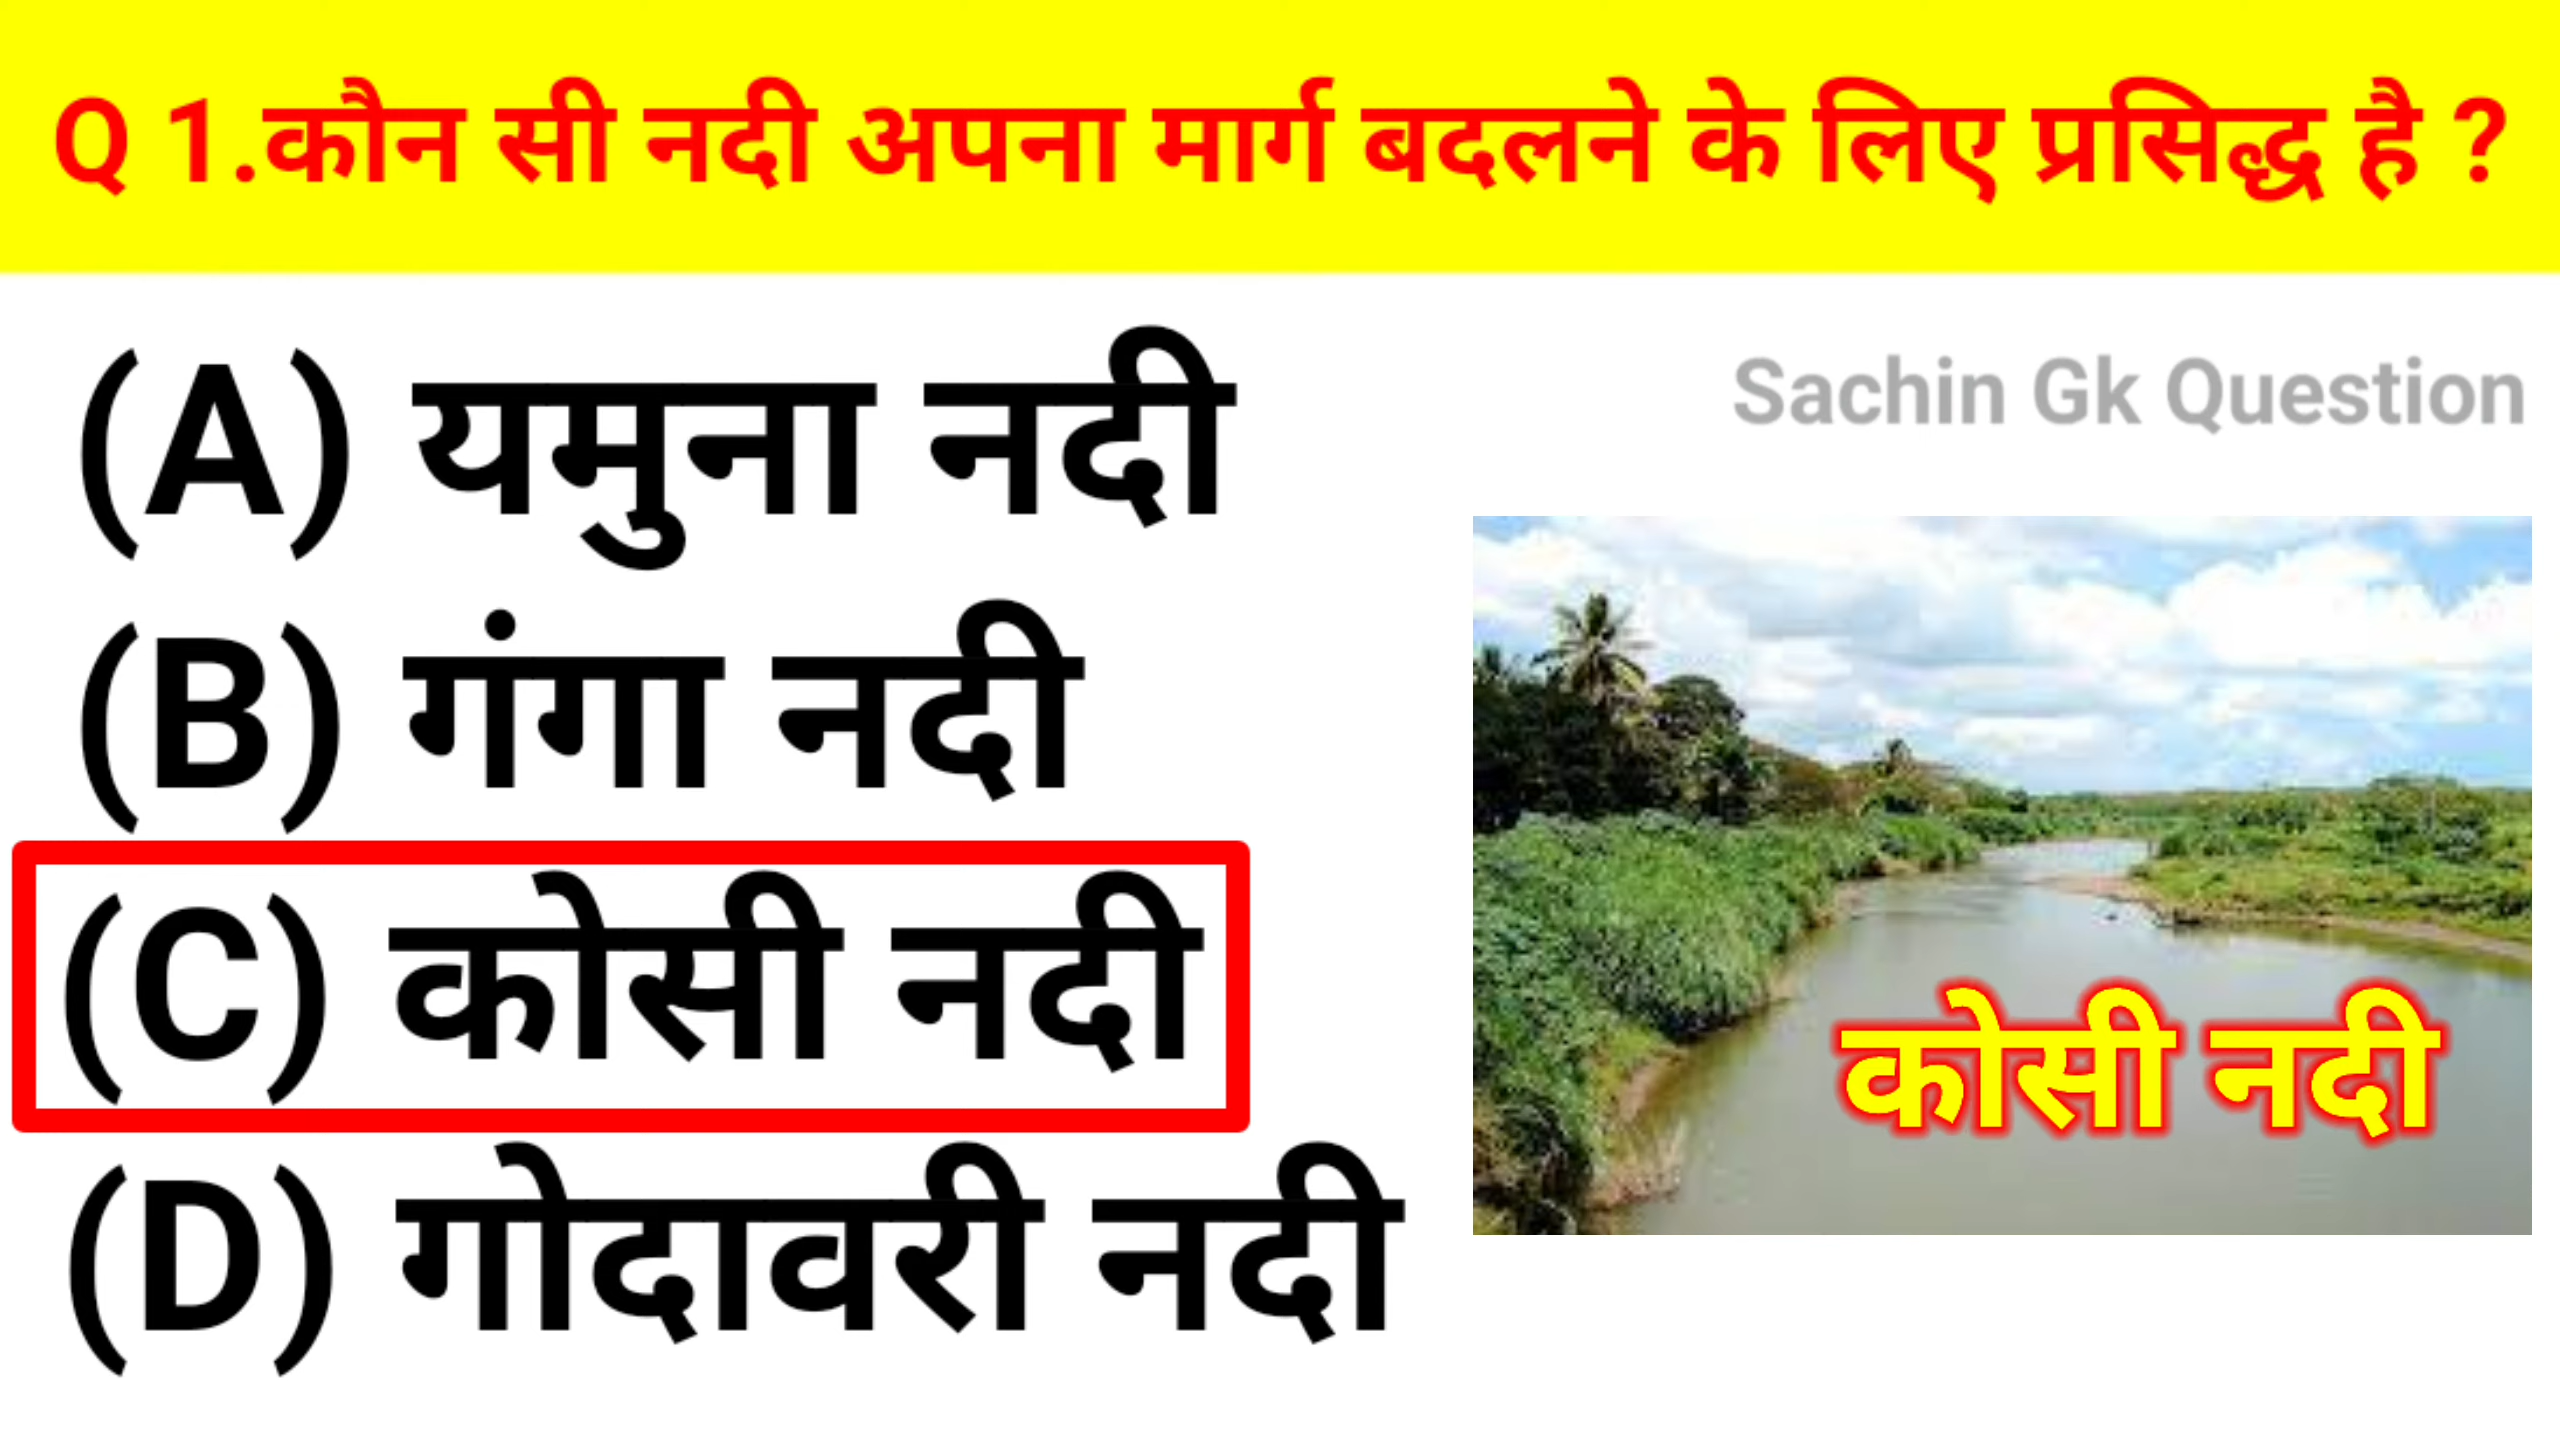 Q 1.कौन सी नदी अपना मार्ग बदलने के लिए प्रसिद्ध है ?
Sachin Gk Question
(A) यमुना नदी
(B) गंगा नदी
(C) कोसी नदी
(D) गोदावरी नदी
कोसी नदी